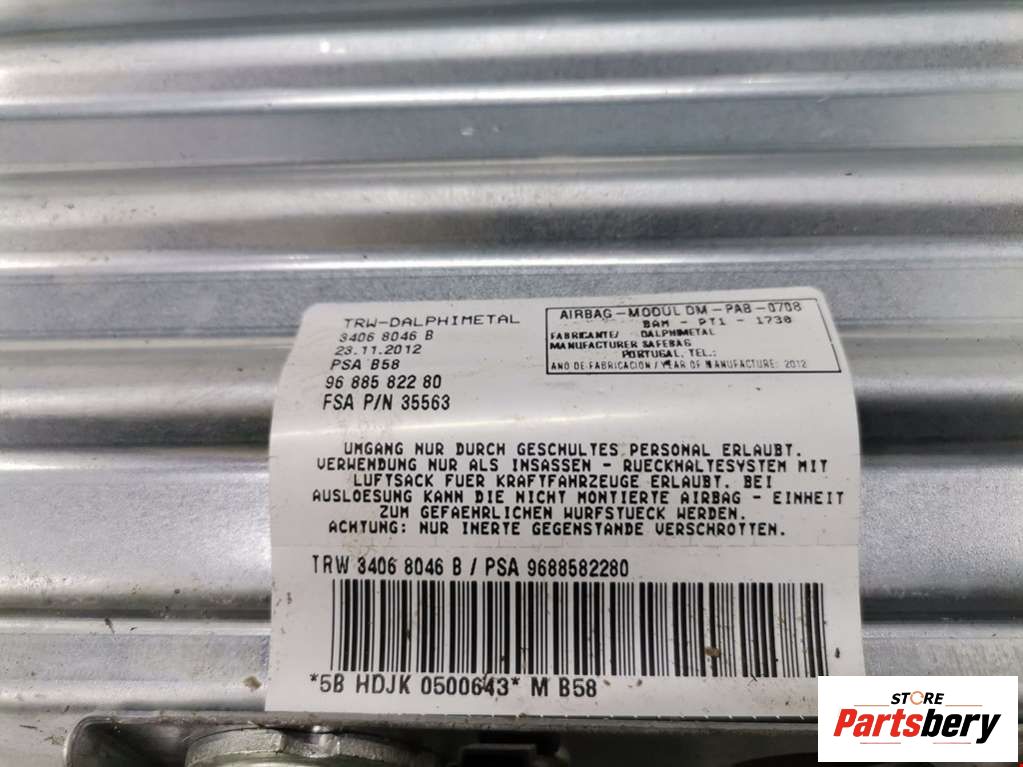 TRW-DALPHIMETAL
3406 8046 B
23.11.2012
PSA B58
96 885 822 80
FSA P/N 35563
AIRBAG-MODUL DM-PAB-0708
BAM - PT1 - 1730
FABRICANTE/ DALPHIMETAL
MANUFACTURER SAFEBAG
PORTUGAL, TEL.:
ANO DE FABRICACION / YEAR OF MANUFACTURE: 2012
UMGANG NUR DURCH GESCHULTES PERSONAL ERLAUBT.
VERWENDUNG NUR ALS INSASSEN - RUECKHALTESYSTEM MIT
LUFTSACK FUER KRAFTFAHRZEUGE ERLAUBT. BEI
AUSLOESUNG KANN DIE NICHT MONTIERTE AIRBAG - EINHEIT
ZUM GEFAEHRLICHEN WURFSTUECK WERDEN.
ACHTUNG: NUR INERTE GEGENSTANDE VERSCHROTTEN.
TRW 3406 8046 B / PSA 9688582280
*5B HDJK 0500643* M B58
STORE
Partsbery